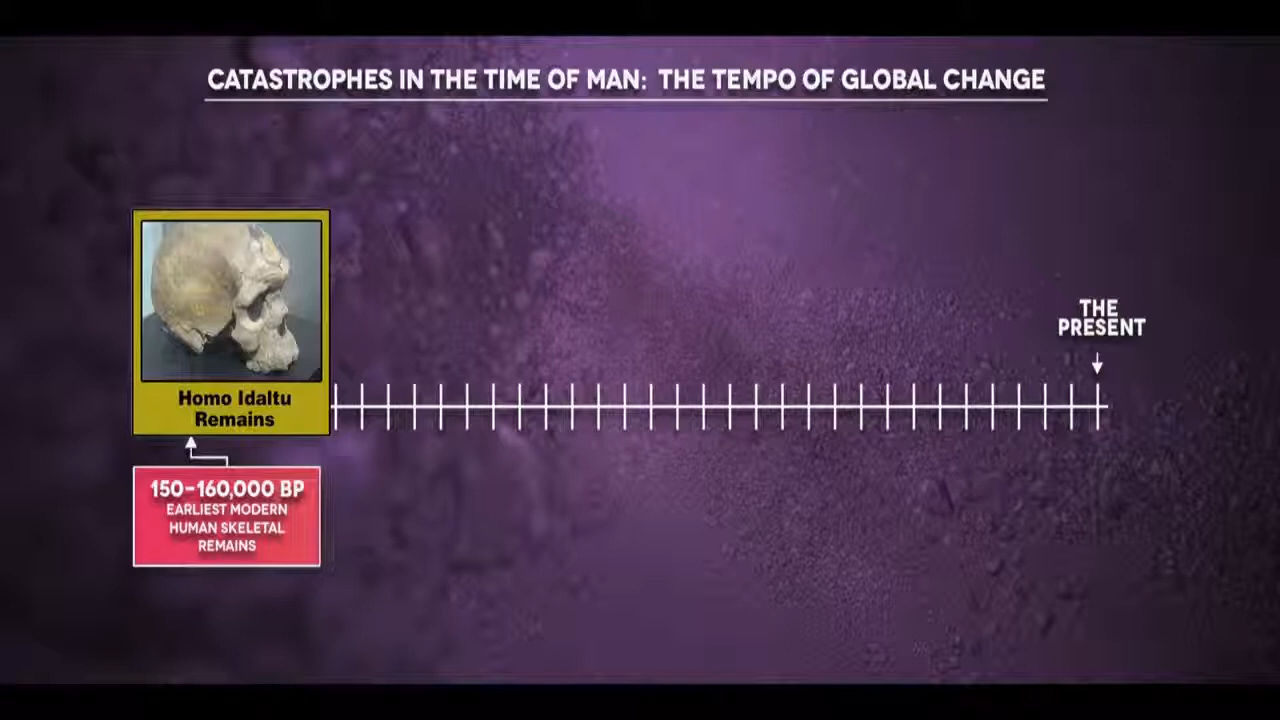 CATASTROPHES IN THE TIME OF MAN: THE TEMPO OF GLOBAL CHANGE
THE
PRESENT
Homo Idaltu
Remains
150-160,000 BP
EARLIEST MODERN
HUMAN SKELETAL
REMAINS